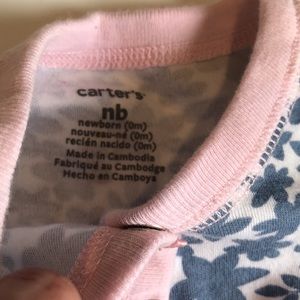 carter's
nb
newborn (0m)
nouveau-né (0m)
recién nacido (0m)
Made in Cambodia
Fabriqué au Cambodge
Hecho en Camboya